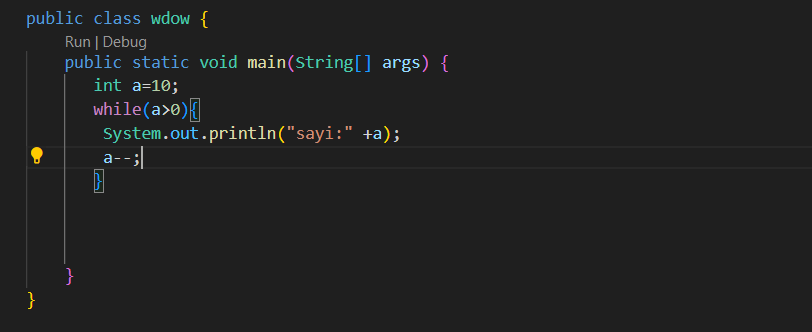 public class wdow {
Run | Debug
public static void main(String[] args) {
int a=10;
while(a>0){
System.out.println("sayi:" +a);
a--;
}
}
}